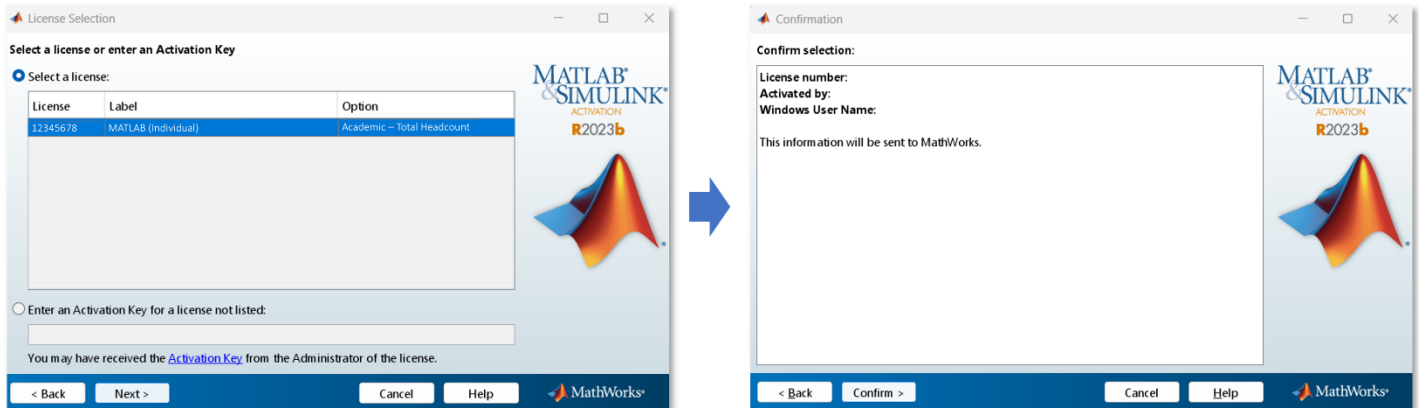 License Selection
Select a license or enter an Activation Key
Select a license:
License Label Option
12345678 MATLAB (Individual) Academic – Total Headcount
Enter an Activation Key for a license not listed:
You may have received the Activation Key from the Administrator of the license.
< Back Next > Cancel Help
MATLAB®
&SIMULINK®
ACTIVATION
R2023b
MathWorks®
Confirmation
Confirm selection:
License number:
Activated by:
Windows User Name:
This information will be sent to MathWorks.
< Back Confirm > Cancel Help
MATLAB®
&SIMULINK®
ACTIVATION
R2023b
MathWorks®